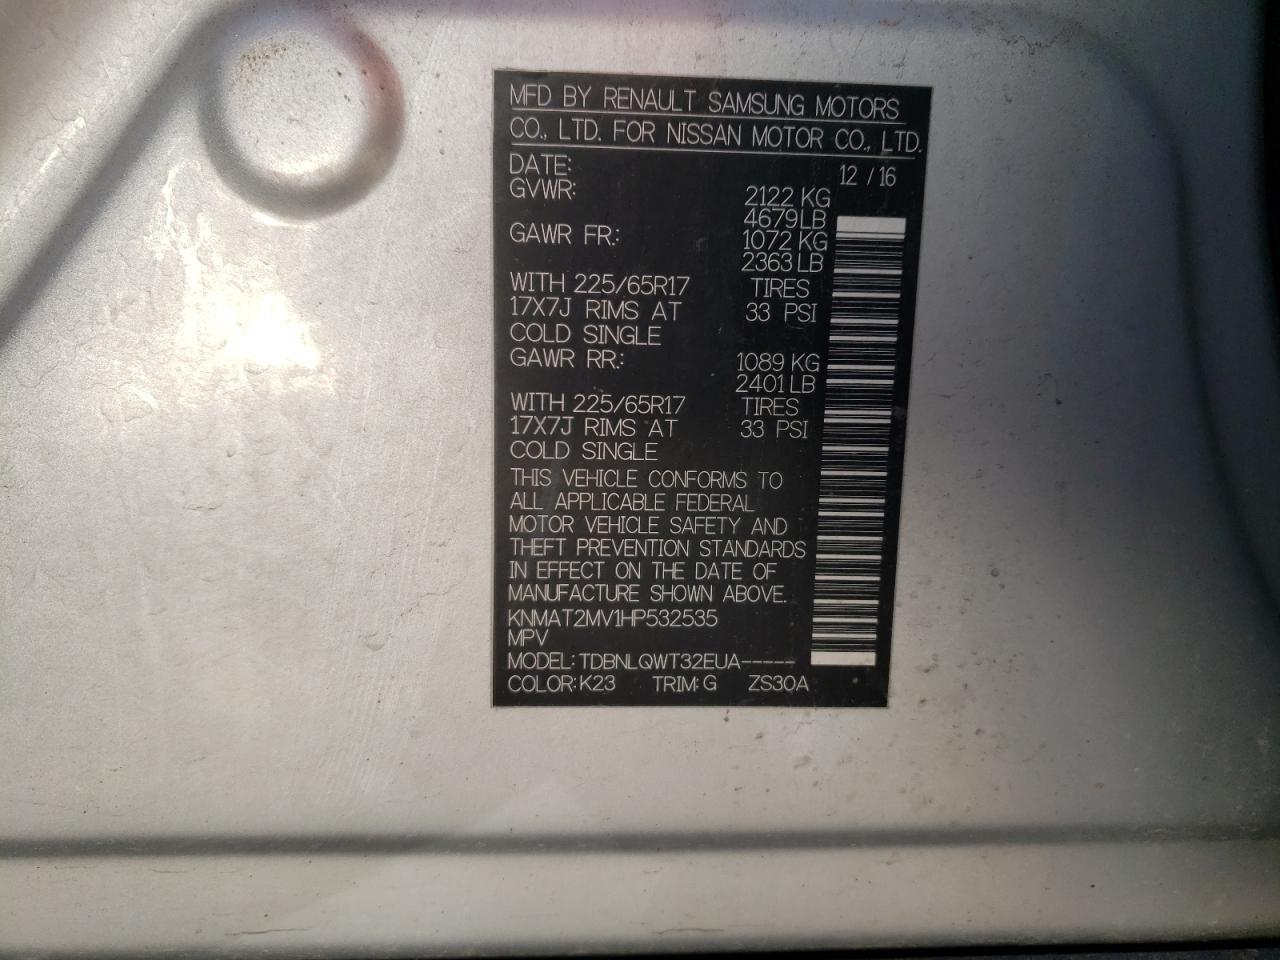 MFD BY RENAULT SAMSUNG MOTORS
CO., LTD. FOR NISSAN MOTOR CO., LTD.
DATE: 12 / 16
GVWR: 2122 KG
4679 LB
GAWR FR.: 1072 KG
2363 LB
WITH 225/65R17 TIRES
17X7J RIMS AT 33 PSI
COLD SINGLE
GAWR RR.: 1089 KG
2401 LB
WITH 225/65R17 TIRES
17X7J RIMS AT 33 PSI
COLD SINGLE
THIS VEHICLE CONFORMS TO
ALL APPLICABLE FEDERAL
MOTOR VEHICLE SAFETY AND
THEFT PREVENTION STANDARDS
IN EFFECT ON THE DATE OF
MANUFACTURE SHOWN ABOVE.
KNMAT2MV1HP532535
MPV
MODEL: TDBNLQWT32EUA-----
COLOR: K23 TRIM: G ZS30A